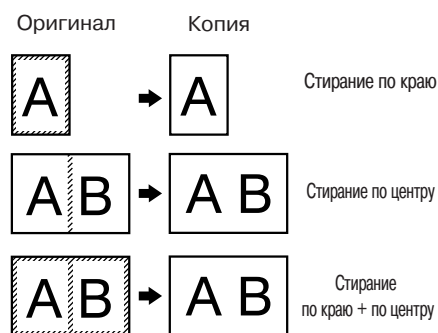 Оригинал Копия
A A Стирание по краю
A B A B Стирание по центру
A B A B Стирание
по краю + по центру